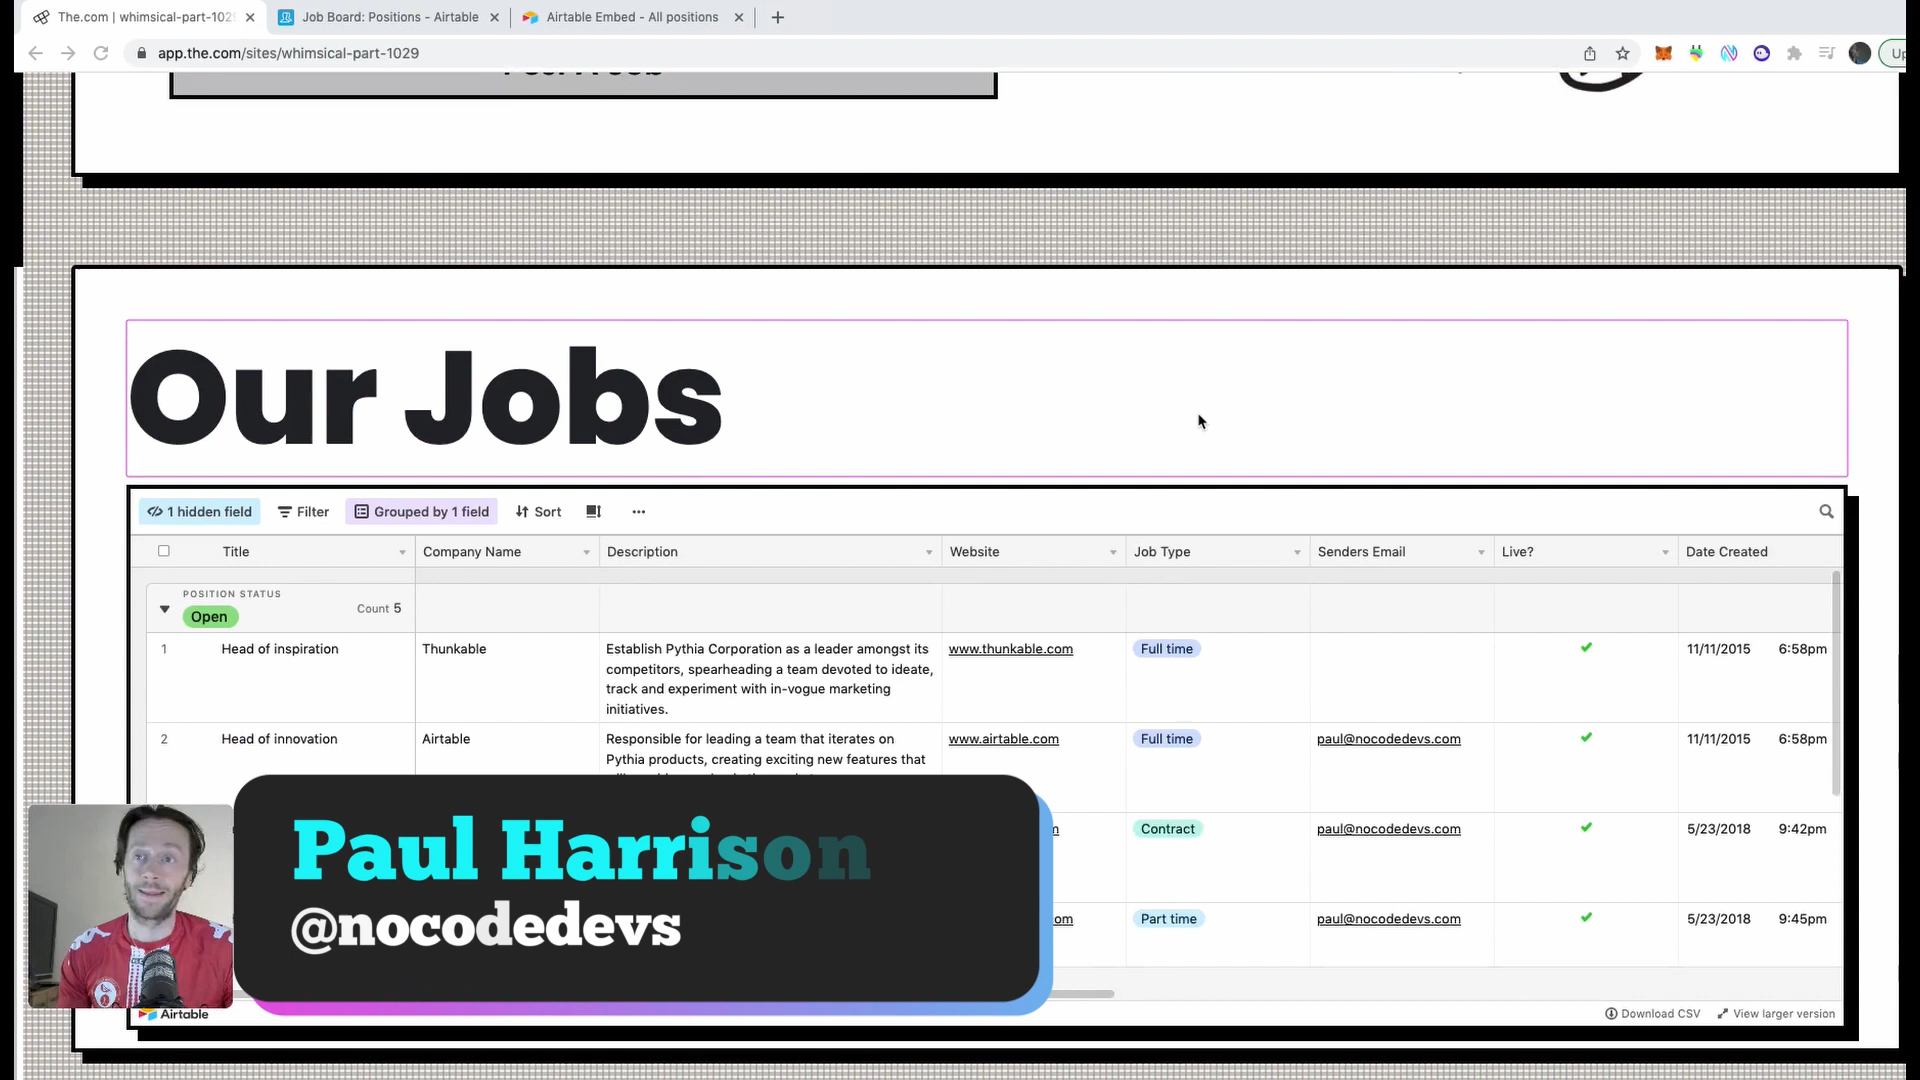 The.com | whimsical-part-102
Job Board: Positions - Airtable
Airtable Embed - All positions
app.the.com/sites/whimsical-part-1029
Our Jobs
1 hidden field
Filter
Grouped by 1 field
Sort
Title
Company Name
Description
Website
Job Type
Senders Email
Live?
Date Created
POSITION STATUS
Open
Count 5
1
Head of inspiration
Thunkable
Establish Pythia Corporation as a leader amongst its
competitors, spearheading a team devoted to ideate,
track and experiment with in-vogue marketing
initiatives.
www.thunkable.com
Full time
11/11/2015 6:58pm
2
Head of innovation
Airtable
Responsible for leading a team that iterates on
Pythia products, creating exciting new features that
www.airtable.com
Full time
paul@nocodedevs.com
11/11/2015 6:58pm
Contract
paul@nocodedevs.com
5/23/2018 9:42pm
Part time
paul@nocodedevs.com
5/23/2018 9:45pm
Paul Harrison
@nocodedevs
Airtable
Download CSV
View larger version